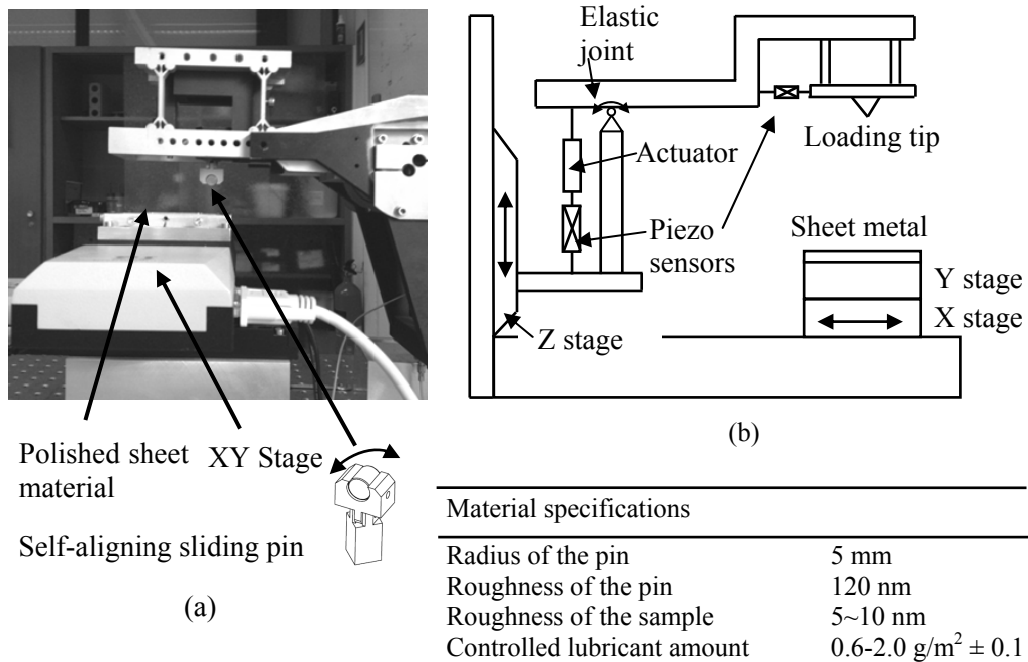 Polished sheet
material
XY Stage
Self-aligning sliding pin
(a)
Elastic
joint
Actuator
Loading tip
Piezo
sensors
Sheet metal
Y stage
X stage
Z stage
(b)
Material specifications
Radius of the pin 5 mm
Roughness of the pin 120 nm
Roughness of the sample 5~10 nm
Controlled lubricant amount 0.6-2.0 g/m² ± 0.1